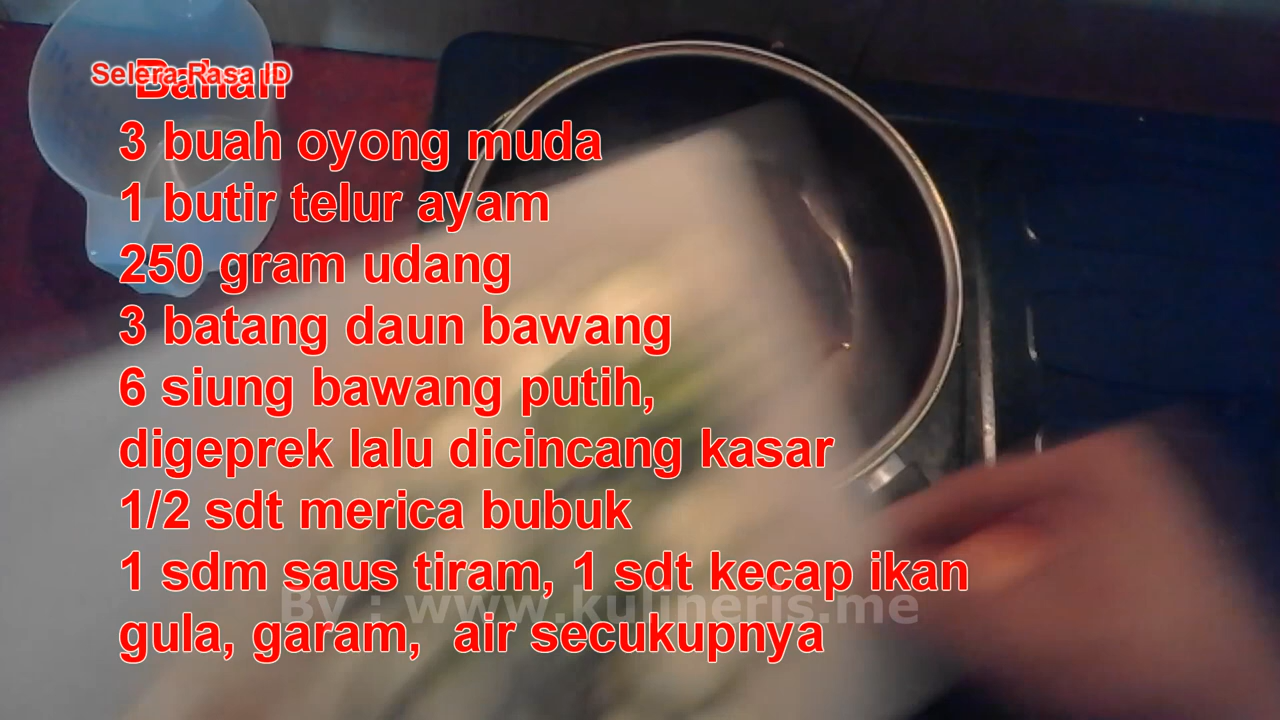 Selera Rasa ID
Bahan
3 buah oyong muda
1 butir telur ayam
250 gram udang
3 batang daun bawang
6 siung bawang putih,
digeprek lalu dicincang kasar
1/2 sdt merica bubuk
1 sdm saus tiram, 1 sdt kecap ikan
By : www.kulineris.me
gula, garam, air secukupnya